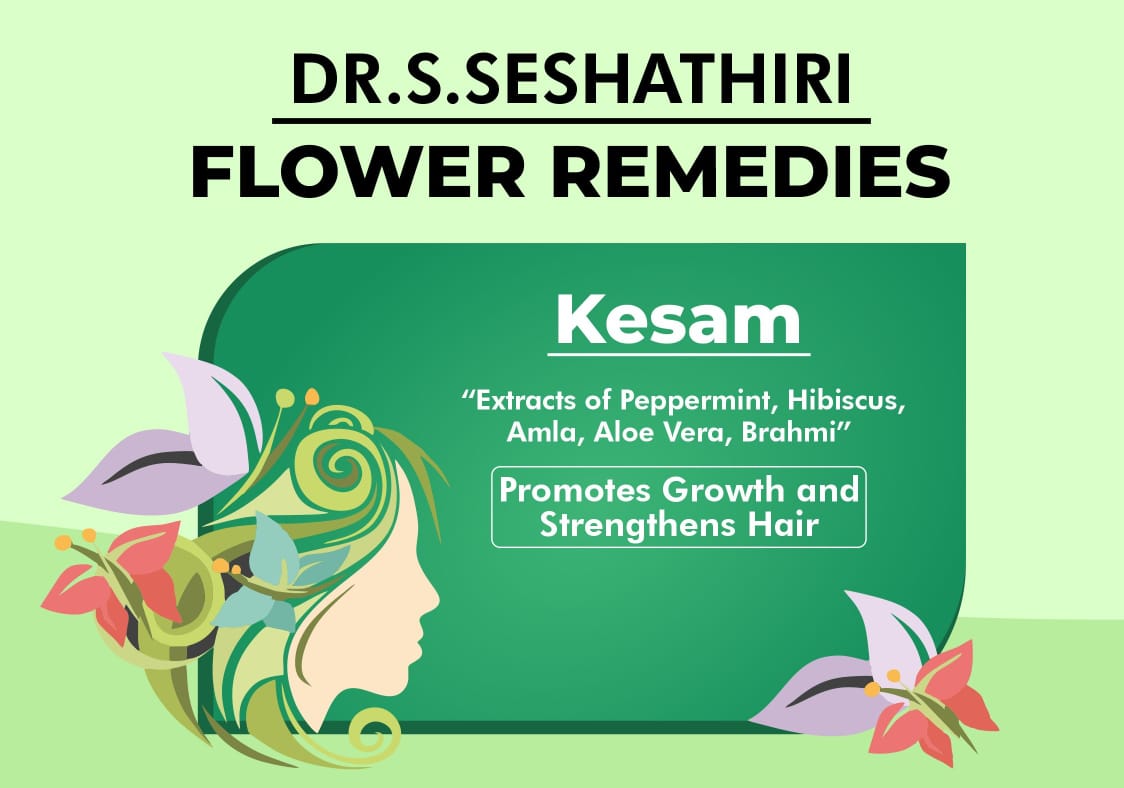 DR.S.SESHATHIRI
FLOWER REMEDIES
Kesam
“Extracts of Peppermint, Hibiscus,
Amla, Aloe Vera, Brahmi”
Promotes Growth and
Strengthens Hair